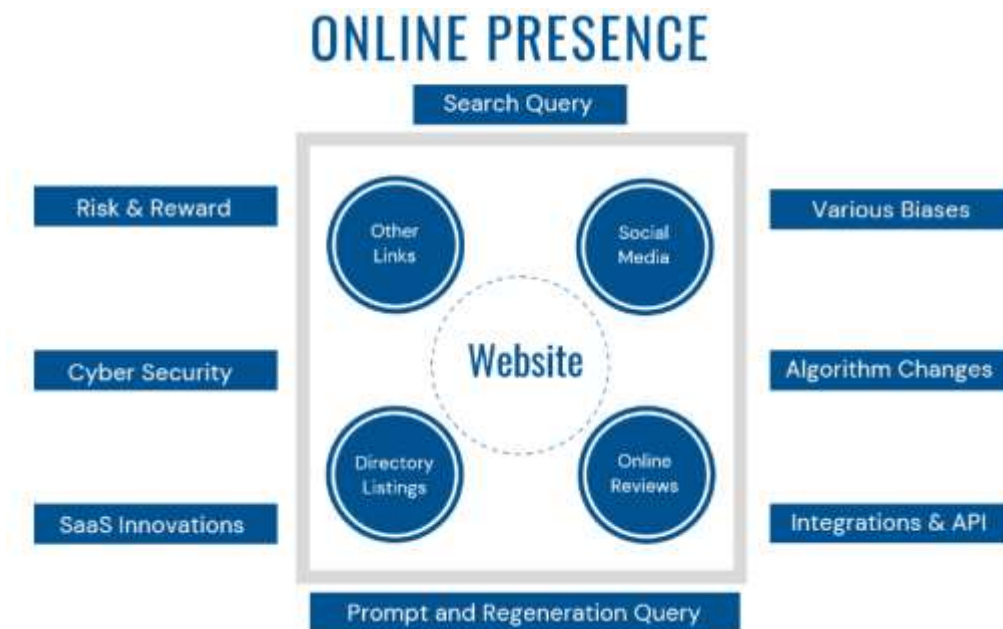 ONLINE PRESENCE
Search Query
Risk & Reward
Various Biases
Other
Links
Social
Media
Website
Cyber Security
Algorithm Changes
Directory
Listings
Online
Reviews
SaaS Innovations
Integrations & API
Prompt and Regeneration Query